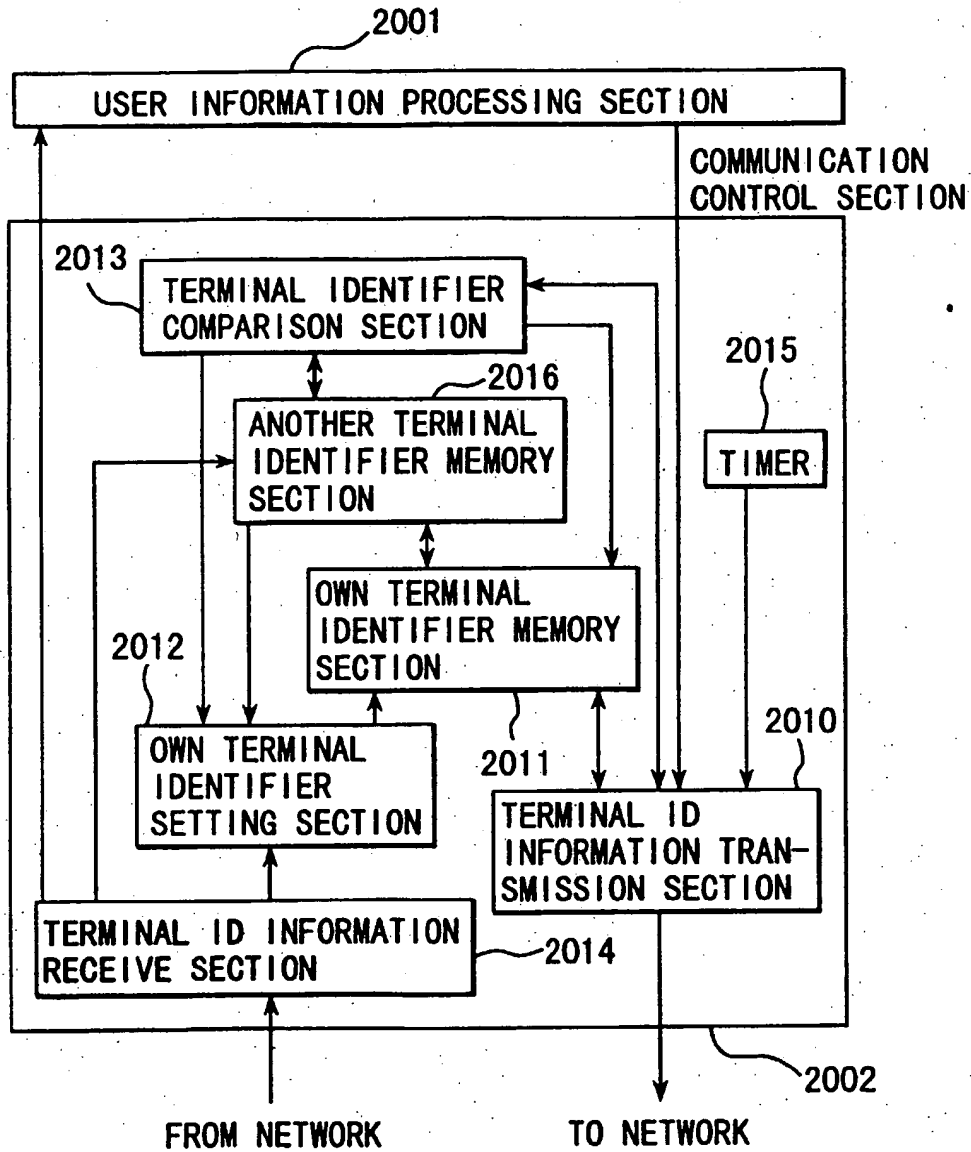 2001
USER INFORMATION PROCESSING SECTION
COMMUNICATION
CONTROL SECTION
2013
TERMINAL IDENTIFIER
COMPARISON SECTION
2015
TIMER
2016
ANOTHER TERMINAL
IDENTIFIER MEMORY
SECTION
OWN TERMINAL
IDENTIFIER MEMORY
SECTION
2012
2011
2010
OWN TERMINAL
IDENTIFIER
SETTING SECTION
TERMINAL ID
INFORMATION TRAN-
SMISSION SECTION
TERMINAL ID INFORMATION
RECEIVE SECTION
2014
2002
FROM NETWORK
TO NETWORK